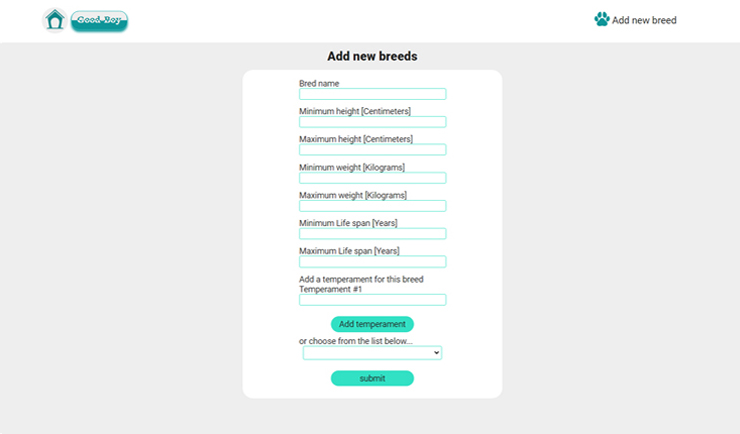 Good Boy
Add new breed
Add new breeds
Bred name
Minimum height [Centimeters]
Maximum height [Centimeters]
Minimum weight [Kilograms]
Maximum weight [Kilograms]
Minimum Life span [Years]
Maximum Life span [Years]
Add a temperament for this breed
Temperament #1
Add temperament
or choose from the list below...
submit